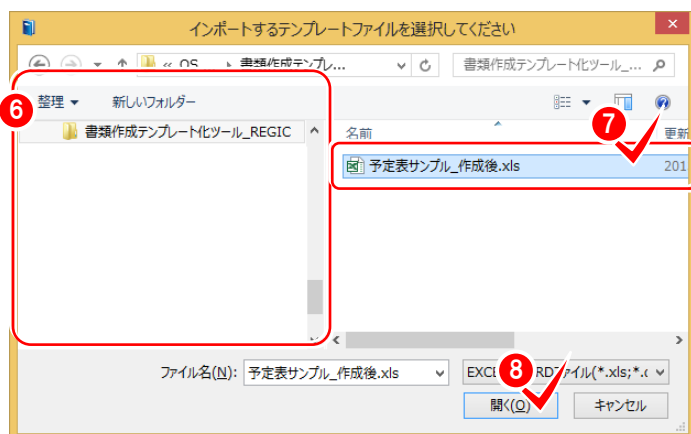 インポートするテンプレートファイルを選択してください
« OS 書類作成テンプレ... 書類作成テンプレート化ツール_...
6
整理 新しいフォルダー
7
書類作成テンプレート化ツール_REGIC 名前 更新
予定表サンプル_作成後.xls 201
ファイル名(N): 予定表サンプル_作成後.xls EXC RDファイル(*.xls;*.c
8
開く(O) キャンセル